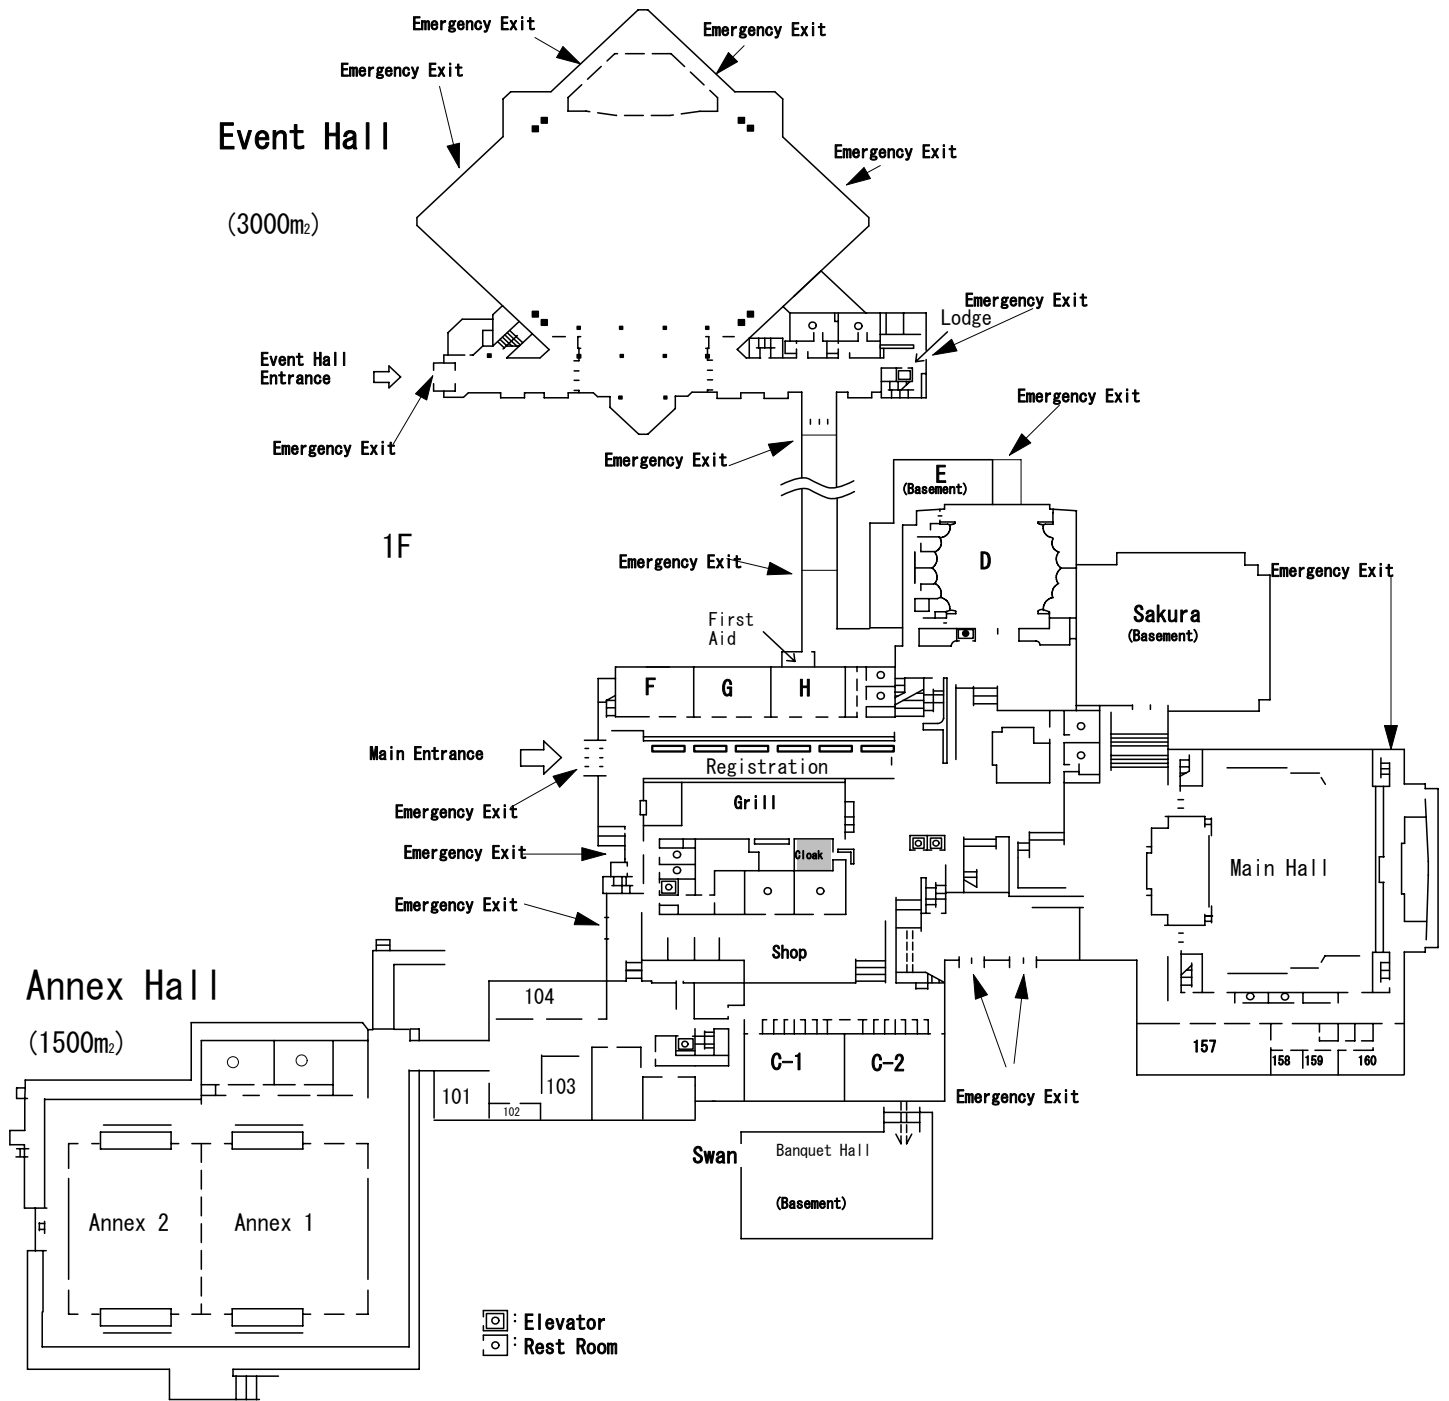 Emergency Exit
Emergency Exit
Emergency Exit
Event Hall
Emergency Exit
(3000m2)
Emergency Exit
Lodge
Event Hall
Entrance
Emergency Exit
Emergency Exit
Emergency Exit
E
(Basement)
1F
Emergency Exit
D
Emergency Exit
First
Aid
Sakura
(Basement)
F
G
H
Main Entrance
Registration
Emergency Exit
Grill
Emergency Exit
Cloak
Main Hall
Emergency Exit
Shop
Annex Hall
104
(1500m2)
157
158
159
160
C-1
C-2
101
102
103
Emergency Exit
Swan
Banquet Hall
(Basement)
Annex 2
Annex 1
: Elevator
: Rest Room